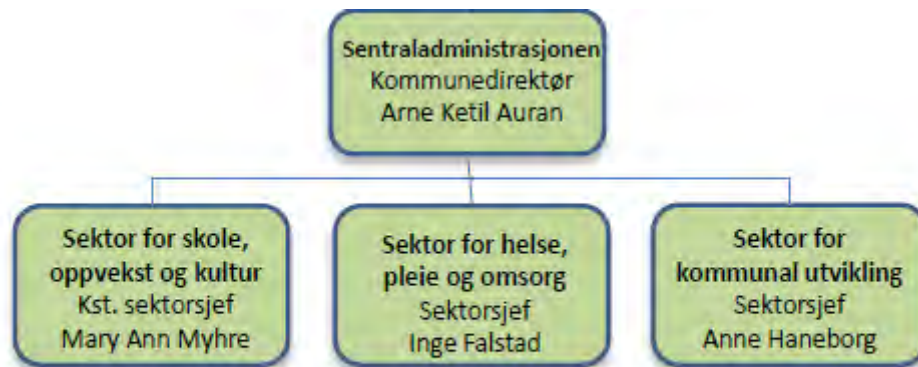 Sentraladministrasjonen
Kommunedirektør
Arne Ketil Auran
Sektor for skole,
oppvekst og kultur
Kst. sektorsjef
Mary Ann Myhre
Sektor for helse,
pleie og omsorg
Sektorsjef
Inge Falstad
Sektor for
kommunal utvikling
Sektorsjef
Anne Haneborg